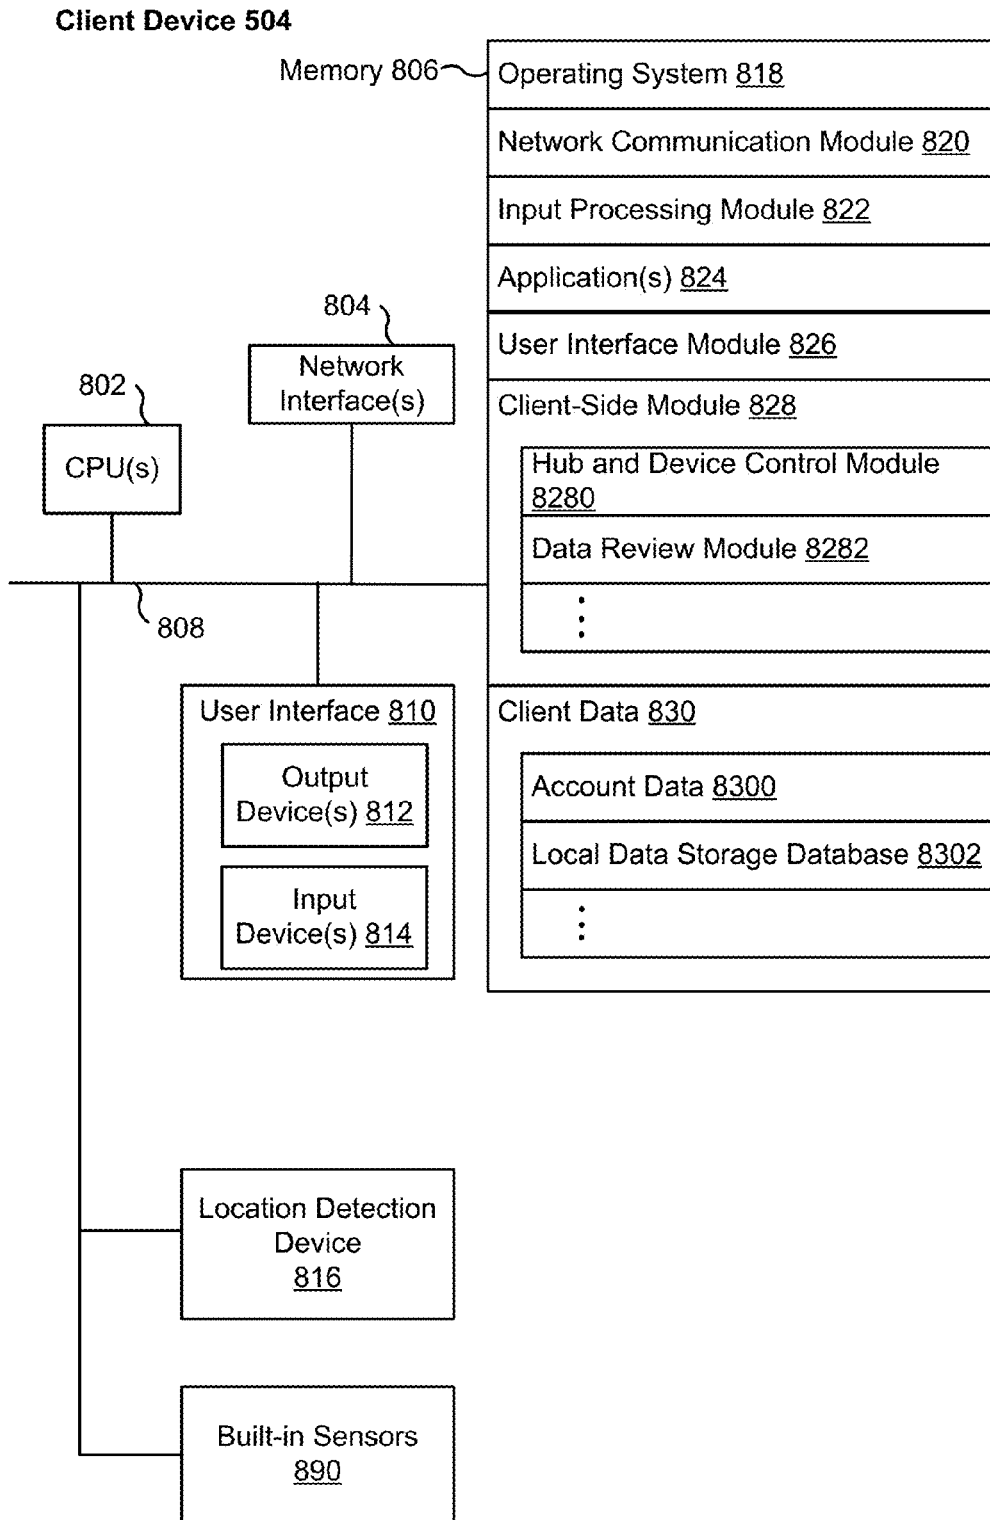 Client Device 504
Memory 806
Operating System 818
Network Communication Module 820
Input Processing Module 822
Application(s) 824
User Interface Module 826
Client-Side Module 828
Hub and Device Control Module
8280
Data Review Module 8282
Client Data 830
Account Data 8300
Local Data Storage Database 8302
804
Network
Interface(s)
802
CPU(s)
808
User Interface 810
Output
Device(s) 812
Input
Device(s) 814
Location Detection
Device
816
Built-in Sensors
890